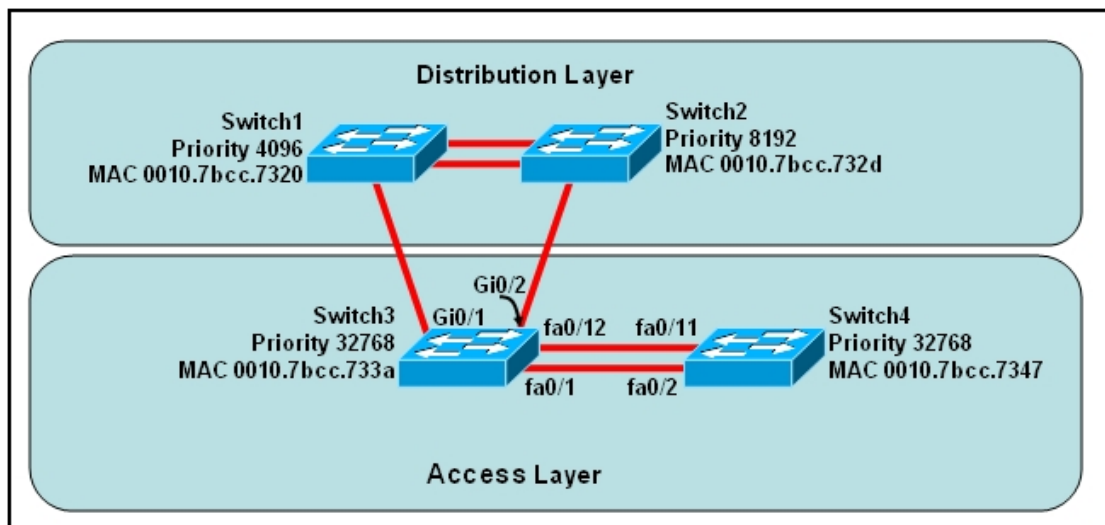 Distribution Layer
Switch1
Priority 4096
MAC 0010.7bcc.7320
Switch2
Priority 8192
MAC 0010.7bcc.732d
Gi0/2
Switch3
Priority 32768
MAC 0010.7bcc.733a
Gi0/1
fa0/12
fa0/11
fa0/1
fa0/2
Switch4
Priority 32768
MAC 0010.7bcc.7347
Access Layer